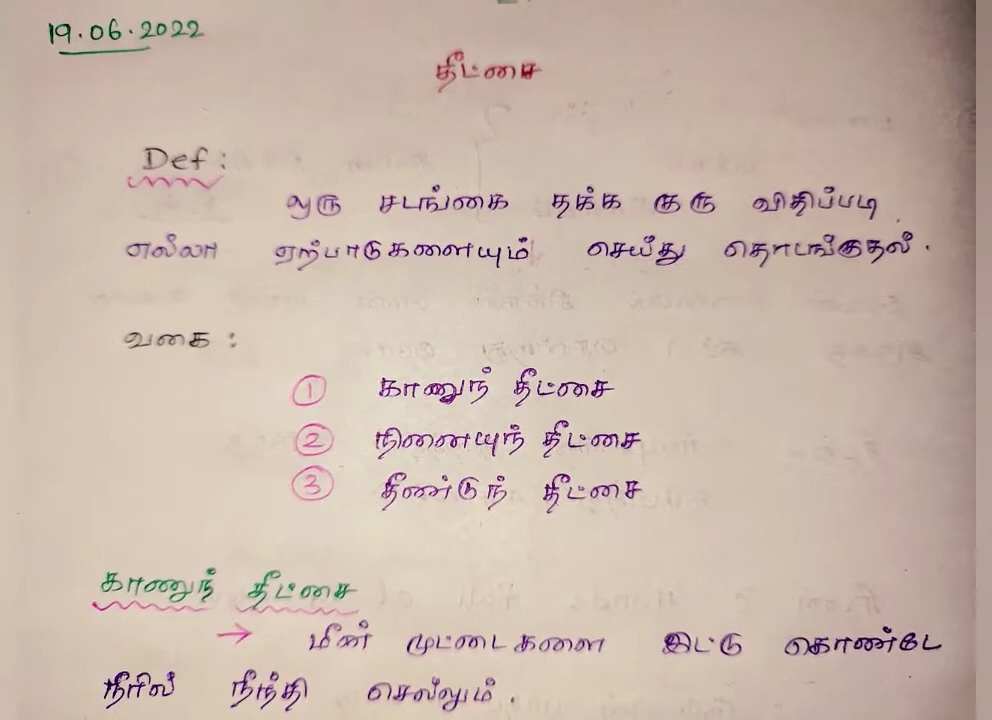 19.06.2022
தீட்சை
Def:
ஒரு சடங்கை தக்க குரு விதிப்படி
எல்லா ஏற்பாடுகளையும் செய்து தொடங்குதல்.
வகை:
① காணுந் தீட்சை
② நினையுந் தீட்சை
③ தீண்டுந் தீட்சை
காணுந் தீட்சை
→ மீன் முட்டைகளை இட்டு கொண்டே
நீரில் நீந்தி செல்லும்.